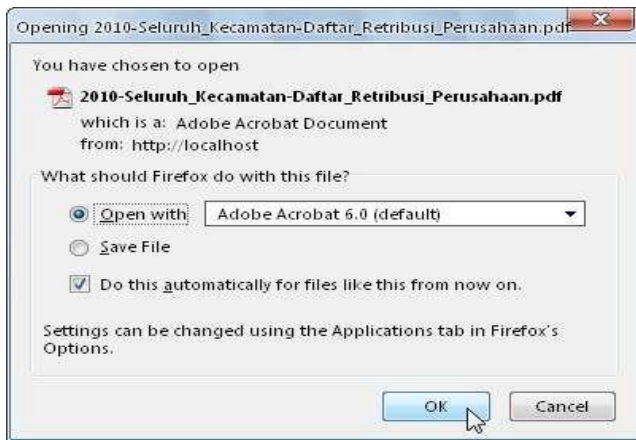 Opening 2010-Seluruh_Kecamatan-Daftar_Retribusi_Perusahaan.pdf
You have chosen to open
2010-Seluruh_Kecamatan-Daftar_Retribusi_Perusahaan.pdf
which is a: Adobe Acrobat Document
from: http://localhost
What should Firefox do with this file?
Open with Adobe Acrobat 6.0 (default)
Save File
Do this automatically for files like this from now on.
Settings can be changed using the Applications tab in Firefox's
Options.
OK Cancel